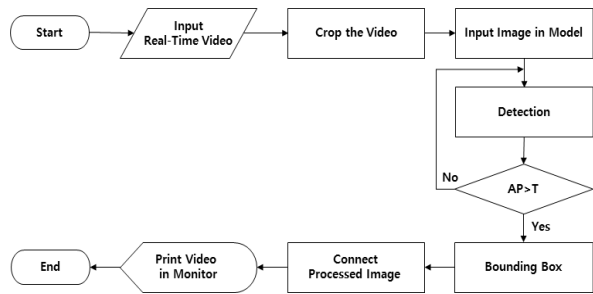 Start
Input
Real-Time Video
Crop the Video
Input Image in Model
Detection
No
AP>T
Yes
End
Print Video
in Monitor
Connect
Processed Image
Bounding Box